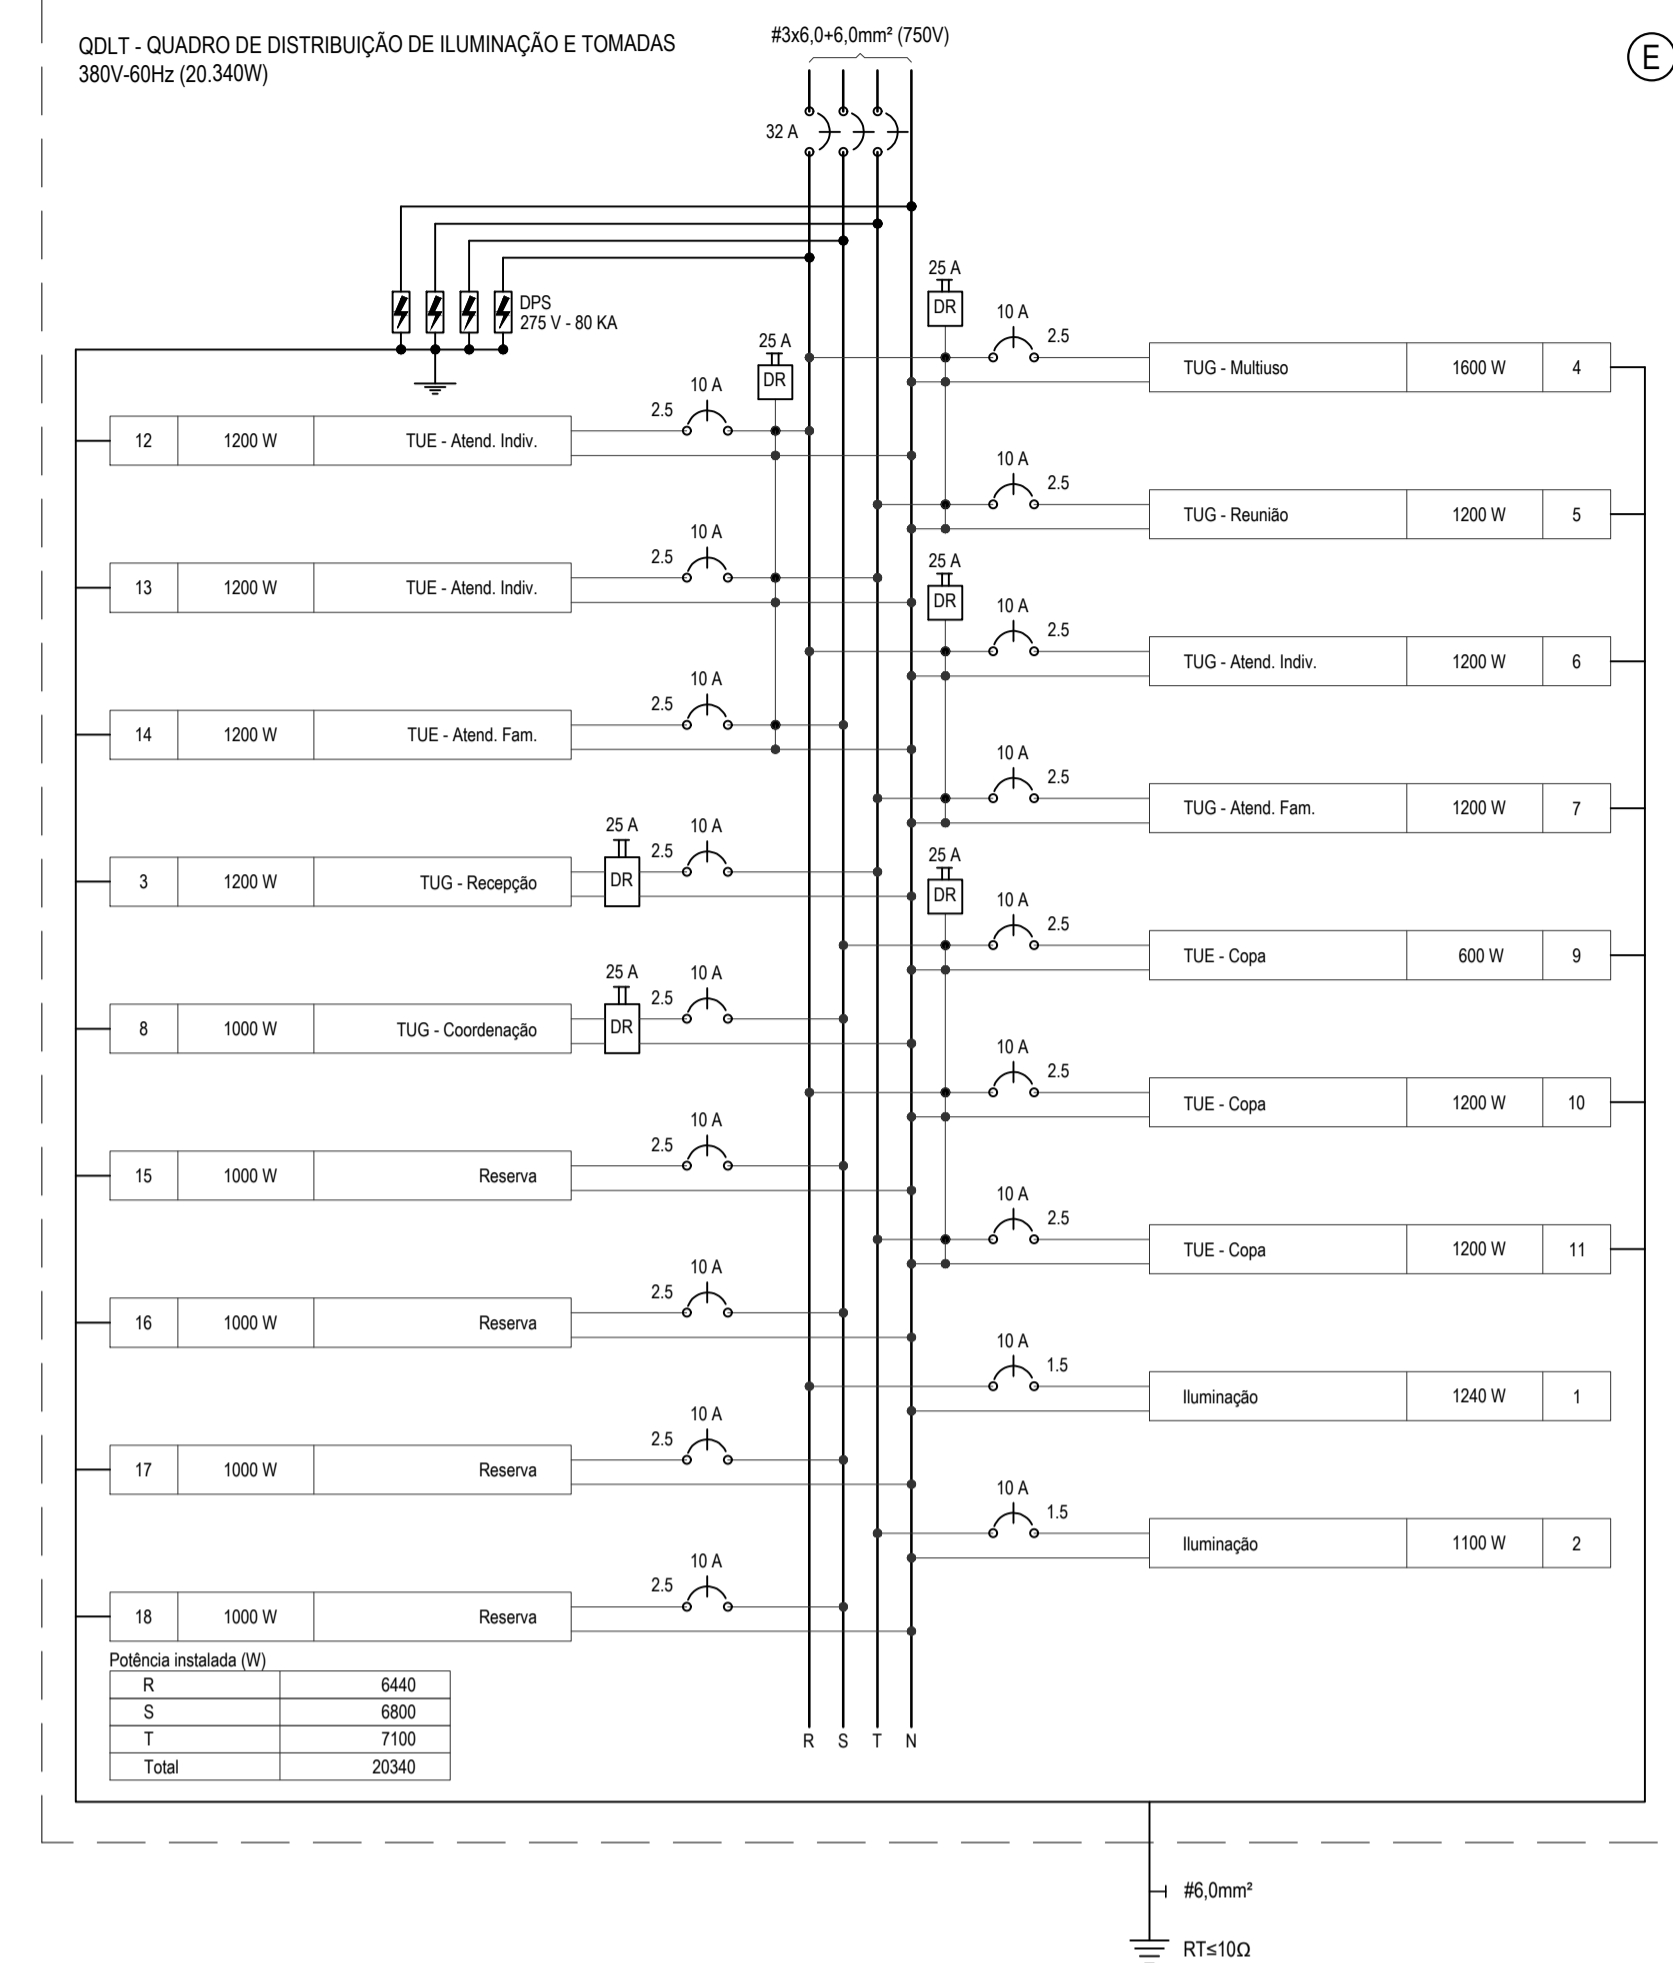 QDLT - QUADRO DE DISTRIBUIÇÃO DE ILUMINAÇÃO E TOMADAS
380V-60Hz (20.340W)
#3x6,0+6,0mm² (750V)
E
32 A
DPS
275 V - 80 KA
25 A
DR
10 A
2.5
12 1200 W TUE - Atend. Indiv.
10 A
2.5
13 1200 W TUE - Atend. Indiv.
10 A
2.5
14 1200 W TUE - Atend. Fam.
25 A
DR
10 A
2.5
3 1200 W TUG - Recepção
25 A
DR
10 A
2.5
8 1000 W TUG - Coordenação
10 A
2.5
15 1000 W Reserva
10 A
2.5
16 1000 W Reserva
10 A
2.5
17 1000 W Reserva
10 A
2.5
18 1000 W Reserva
25 A
DR
10 A
2.5
TUG - Multiuso 1600 W 4
10 A
2.5
TUG - Reunião 1200 W 5
25 A
DR
10 A
2.5
TUG - Atend. Indiv. 1200 W 6
10 A
2.5
TUG - Atend. Fam. 1200 W 7
25 A
DR
10 A
2.5
TUE - Copa 600 W 9
10 A
2.5
TUE - Copa 1200 W 10
10 A
2.5
TUE - Copa 1200 W 11
10 A
1.5
Iluminação 1240 W 1
10 A
1.5
Iluminação 1100 W 2
Potência instalada (W)
R 6440
S 6800
T 7100
Total 20340
R S T N
#6,0mm²
RT≤10Ω